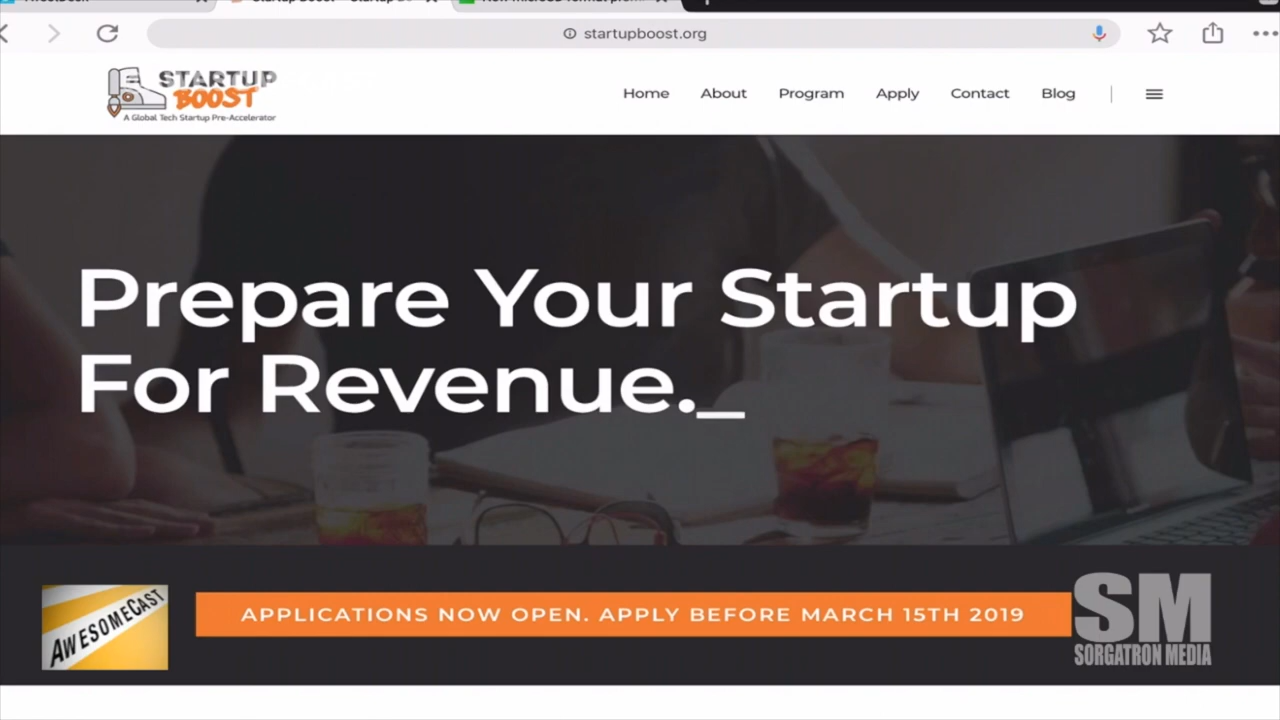 startupboost.org
STARTUP
BOOST
A Global Tech Startup Pre-Accelerator
Home About Program Apply Contact Blog
Prepare Your Startup
For Revenue._
AWESOMECAST
APPLICATIONS NOW OPEN. APPLY BEFORE MARCH 15TH 2019
SM
SORGATRON MEDIA